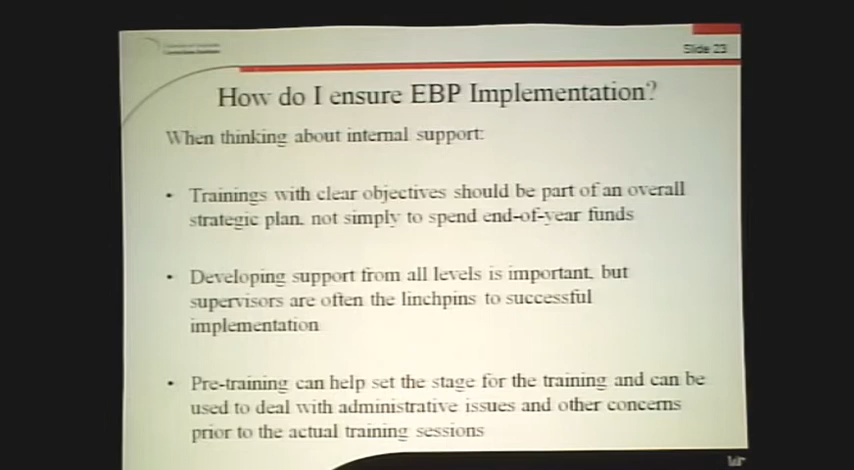 Slide 23
How do I ensure EBP Implementation?
When thinking about internal support:
• Trainings with clear objectives should be part of an overall
strategic plan, not simply to spend end-of-year funds
• Developing support from all levels is important, but
supervisors are often the linchpins to successful
implementation
• Pre-training can help set the stage for the training and can be
used to deal with administrative issues and other concerns
prior to the actual training sessions